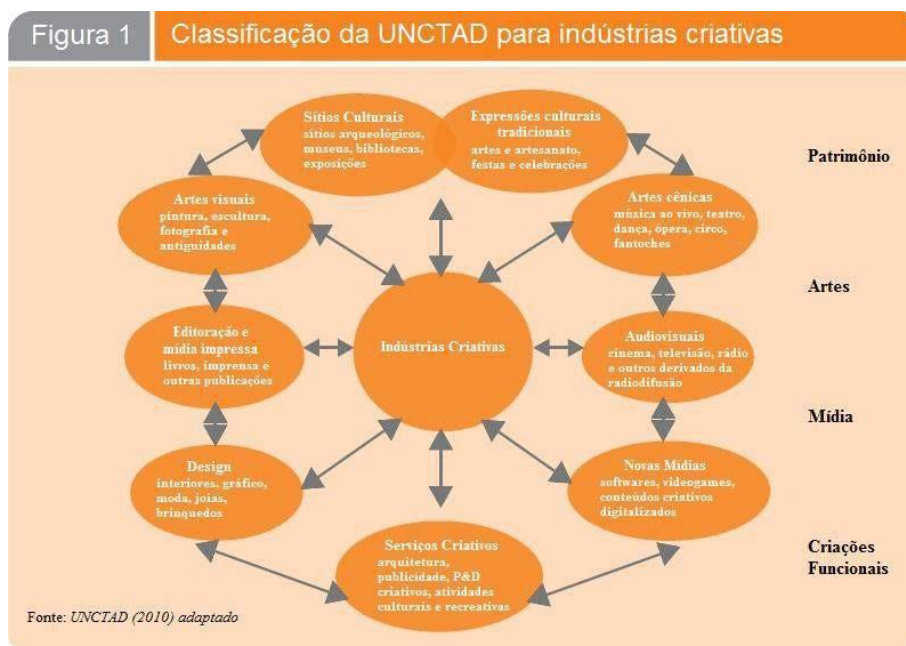 Figura 1
Classificação da UNCTAD para indústrias criativas
Sítios Culturais
sítios arqueológicos,
museus, bibliotecas,
exposições
Expressões culturais
tradicionais
artes e artesanato,
festas e celebrações
Patrimônio
Artes visuais
pintura, escultura,
fotografia e
antiguidades
Artes cênicas
música ao vivo, teatro,
dança, ópera, circo,
fantoches
Artes
Editoração e
mídia impressa
livros, imprensa e
outras publicações
Indústrias Criativas
Audiovisuais
cinema, televisão, rádio
e outros derivados da
radiodifusão
Mídia
Design
interiores, gráfico,
moda, joias,
brinquedos
Novas Mídias
softwares, videogames,
conteúdos criativos
digitalizados
Serviços Criativos
arquitetura,
publicidade, P&D
criativos, atividades
culturais e recreativas
Criações
Funcionais
Fonte: UNCTAD (2010) adaptado